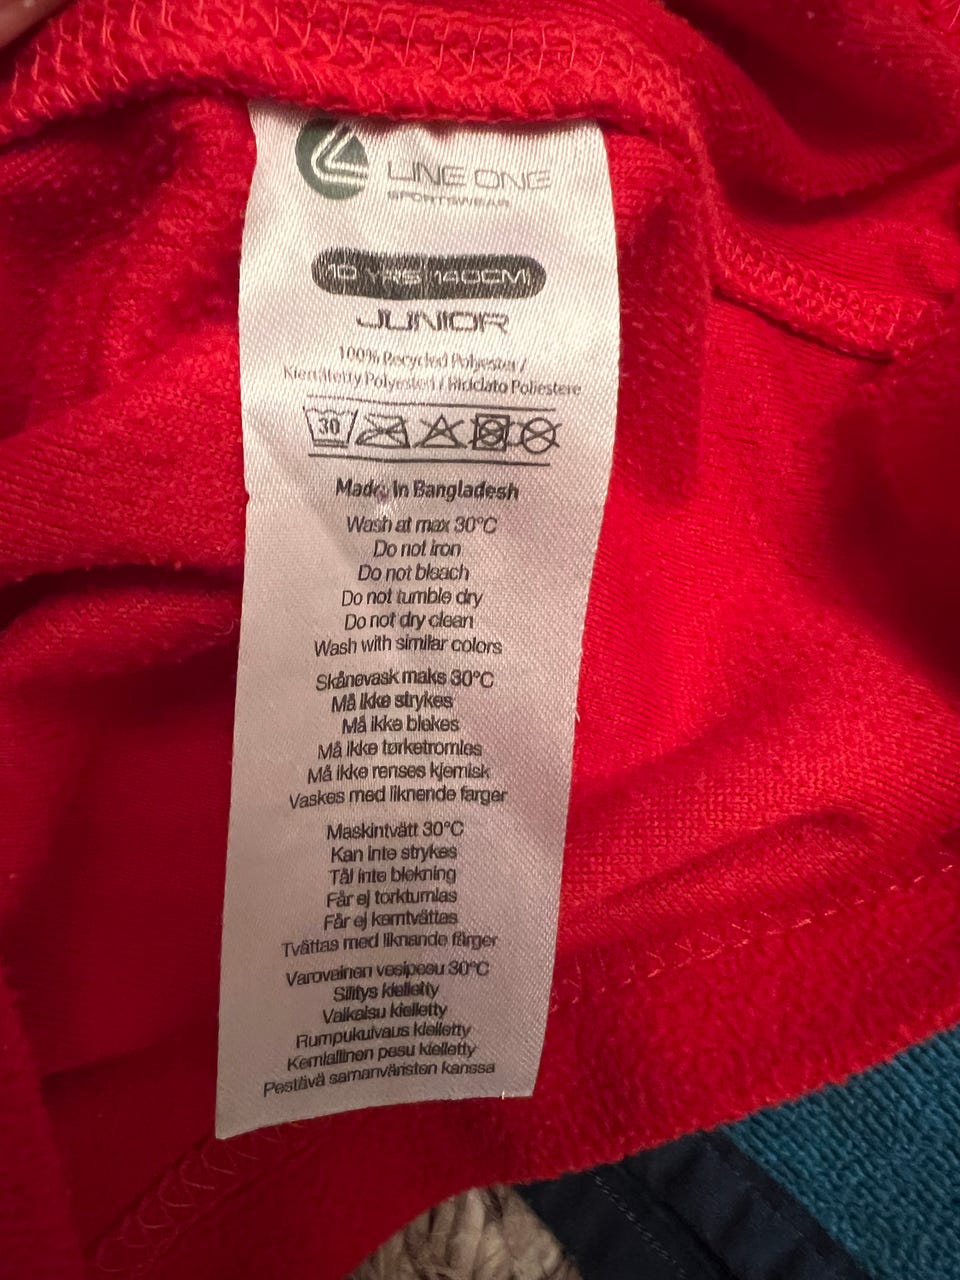 LINE ONE
SPORTSWEAR
10 YRS 140CM
JUNIOR
100% Recycled Polyester /
Kierrätetty Polyesteri / Riciclato Poliestere
30
Made In Bangladesh
Wash at max 30°C
Do not iron
Do not bleach
Do not tumble dry
Do not dry clean
Wash with similar colors
Skånevask maks 30°C
Må ikke strykes
Må ikke blekes
Må ikke tørketromles
Må ikke renses kjemisk
Vaskes med liknende farger
Maskintvätt 30°C
Kan inte strykes
Tål inte blekning
Får ej torktumlas
Får ej kemtvättas
Tvättas med liknande färger
Varovainen vesipesu 30°C
Silitys kielletty
Valkaisu kielletty
Rumpukuivaus kielletty
Kemiallinen pesu kielletty
Pestävä samanväristen kanssa